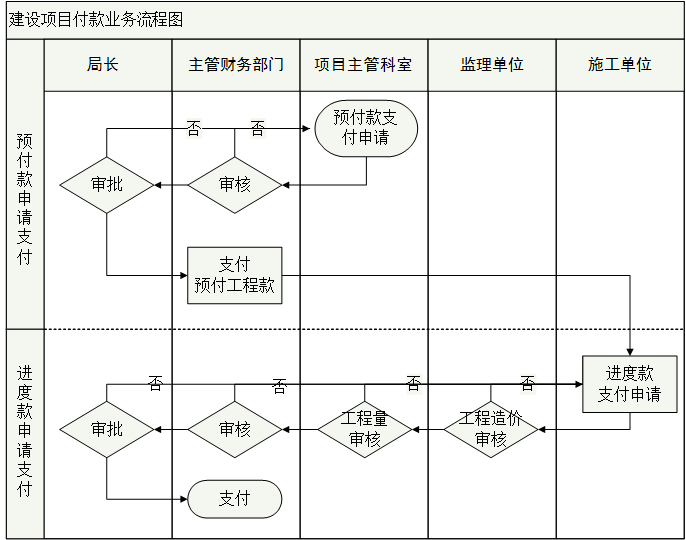 建设项目付款业务流程图
局长
主管财务部门
项目主管科室
监理单位
施工单位
预付款申请支付
否
否
预付款支
付申请
审批
审核
支付
预付工程款
进度款申请支付
否
否
否
否
进度款
支付申请
审批
审核
工程量
审核
工程造价
审核
支付